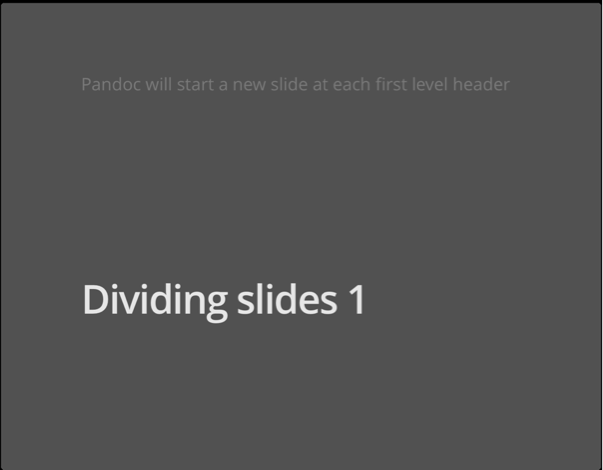 Pandoc will start a new slide at each first level header
Dividing slides 1